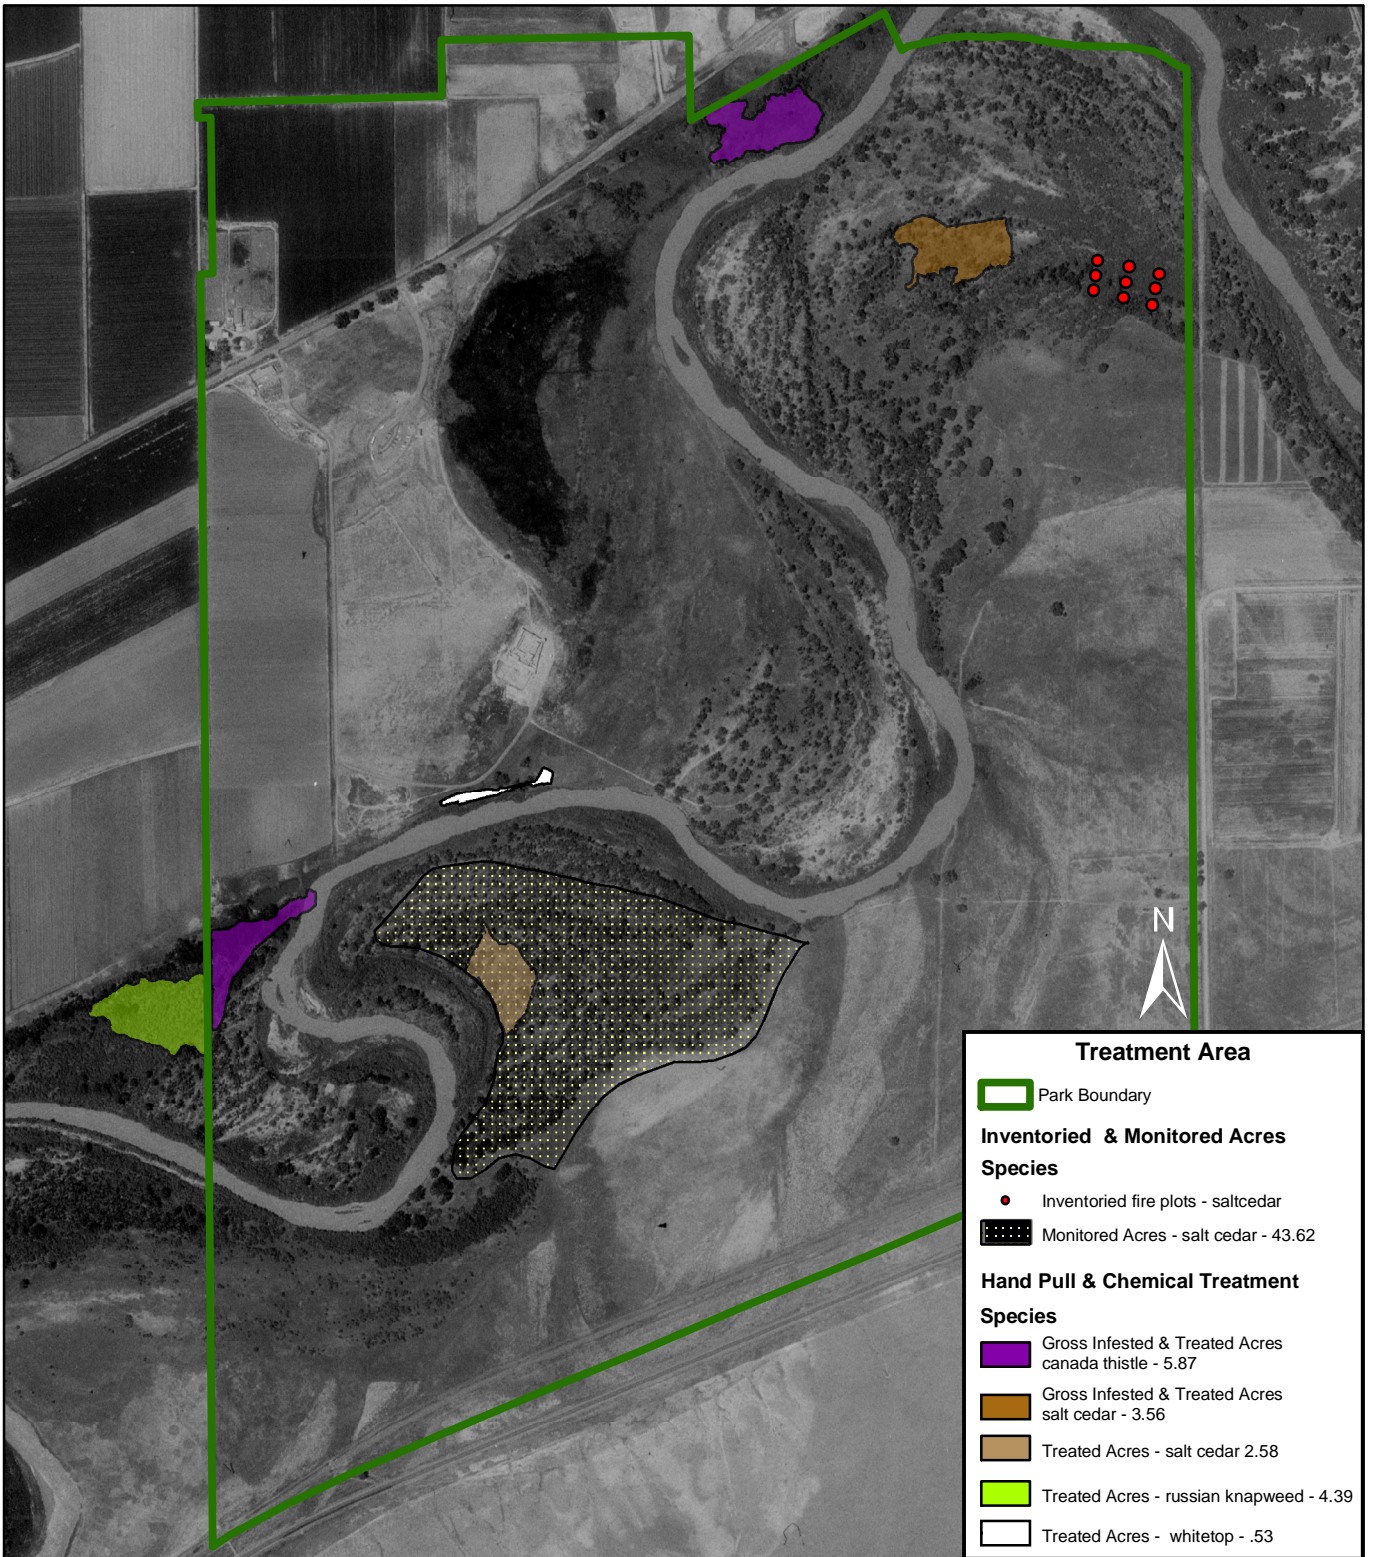 N
Treatment Area
Park Boundary
Inventoried & Monitored Acres
Species
Inventoried fire plots - saltcedar
Monitored Acres - salt cedar - 43.62
Hand Pull & Chemical Treatment
Species
Gross Infested & Treated Acres
canada thistle - 5.87
Gross Infested & Treated Acres
salt cedar - 3.56
Treated Acres - salt cedar 2.58
Treated Acres - russian knapweed - 4.39
Treated Acres - whitetop - .53